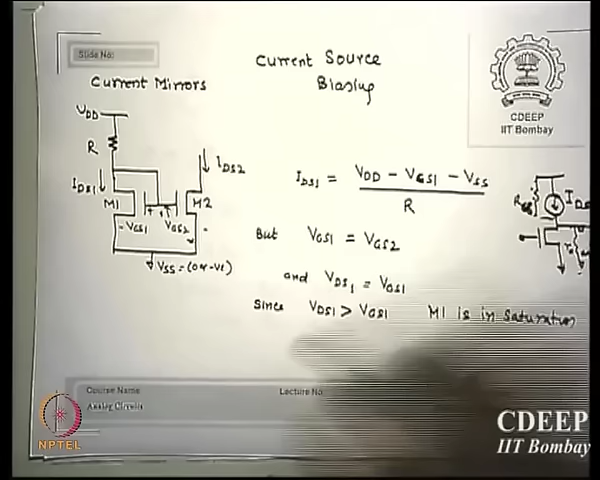 Slide No:
Current Source
Biasing
Current Mirrors
CDEEP
IIT Bombay
VDD
R
IDS1
IDS2
M1
M2
- VGS1
VGS2
VSS = (0 or -ve)
IDS1 = VDD - VGS1 - VSS
R
But VGS1 = VGS2
and VDS1 = VGS1
Since VDS1 > VGS1 M1 is in saturation
Course Name
Analog Circuits
Lecture No
NPTEL
CDEEP
IIT Bombay